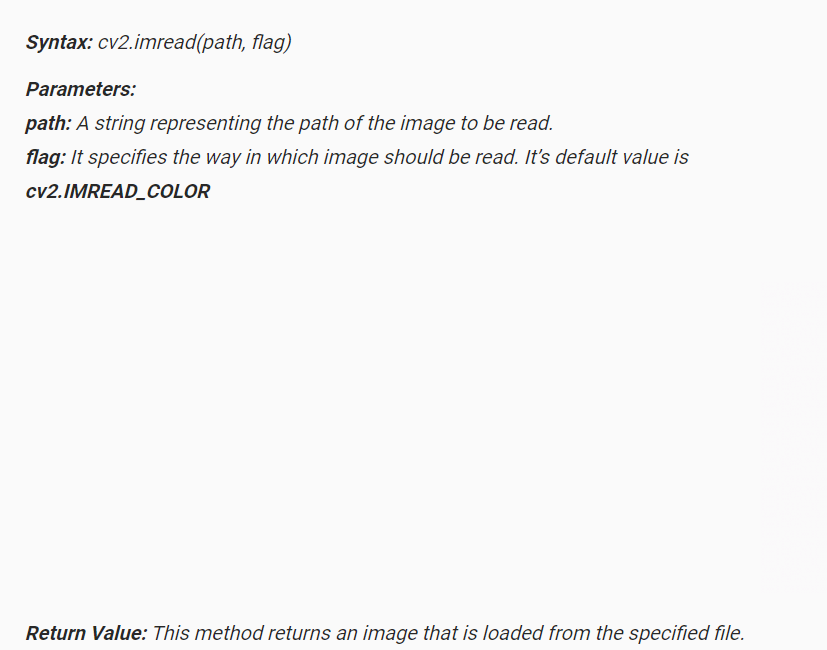 Syntax: cv2.imread(path, flag)
Parameters:
path: A string representing the path of the image to be read.
flag: It specifies the way in which image should be read. It’s default value is
cv2.IMREAD_COLOR
Return Value: This method returns an image that is loaded from the specified file.